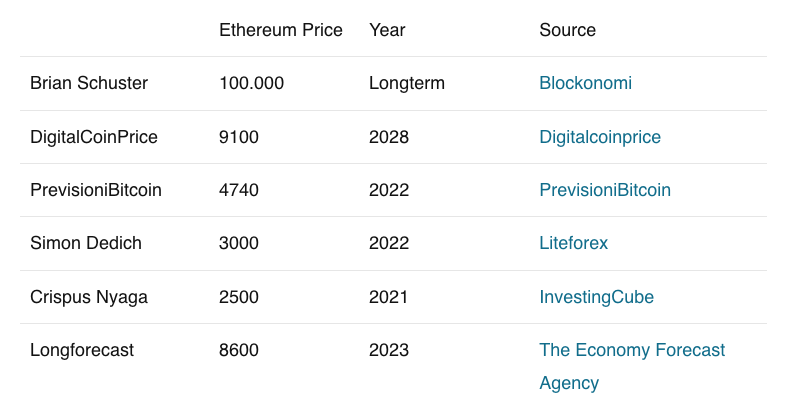 Ethereum Price Year Source
Brian Schuster 100.000 Longterm Blockonomi
DigitalCoinPrice 9100 2028 Digitalcoinprice
PrevisioniBitcoin 4740 2022 PrevisioniBitcoin
Simon Dedich 3000 2022 Liteforex
Crispus Nyaga 2500 2021 InvestingCube
Longforecast 8600 2023 The Economy Forecast
Agency